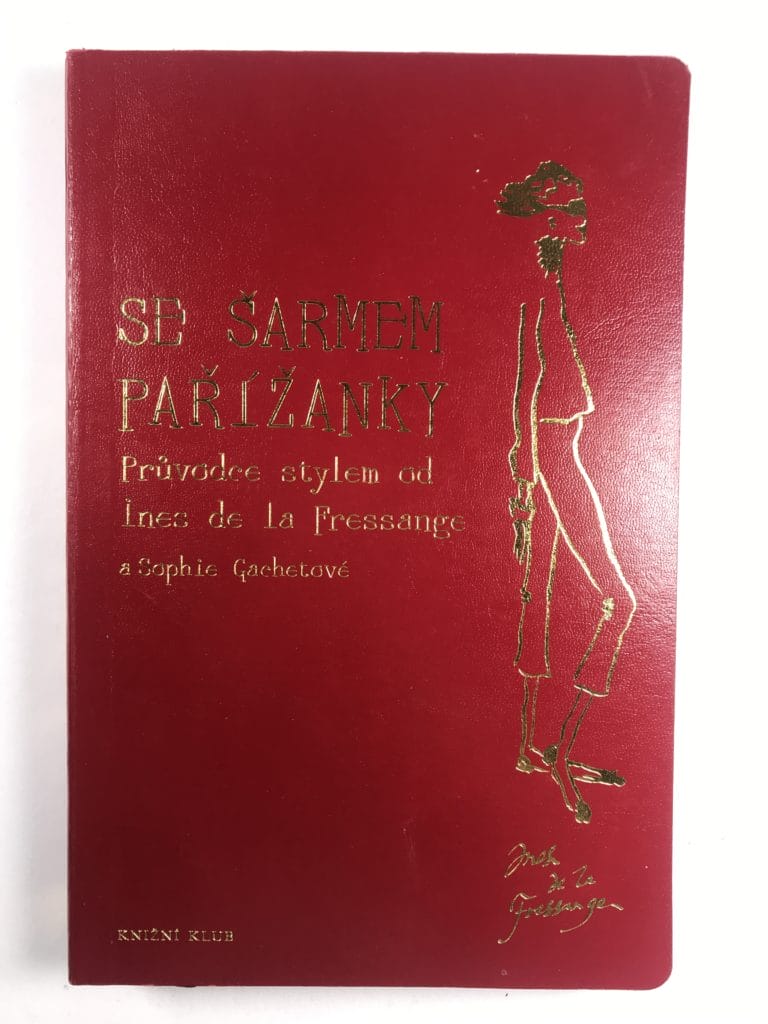 SE ŠARMEM
PAŘÍŽANKY
Průvodce stylem od
Ines de la Fressange
a Sophie Gachetové
Ines
de la
Fressange
KNIŽNÍ KLUB